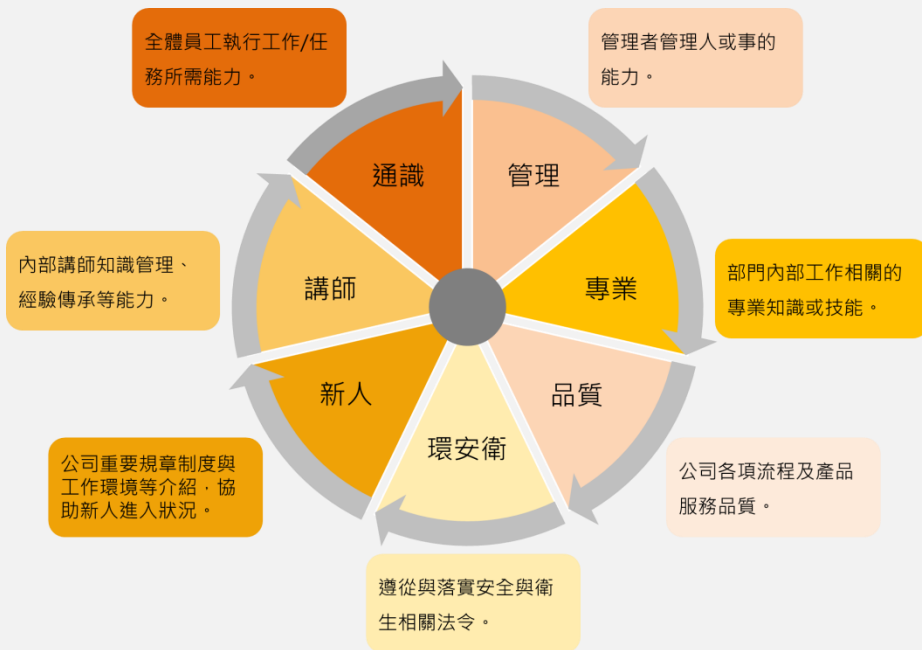 全體員工執行工作/任
務所需能力。
管理者管理人或事的
能力。
通識
管理
內部講師知識管理、
經驗傳承等能力。
講師
專業
部門內部工作相關的
專業知識或技能。
新人
品質
環安衛
公司重要規章制度與
工作環境等介紹，協
助新人進入狀況。
公司各項流程及產品
服務品質。
遵從與落實安全與衛
生相關法令。